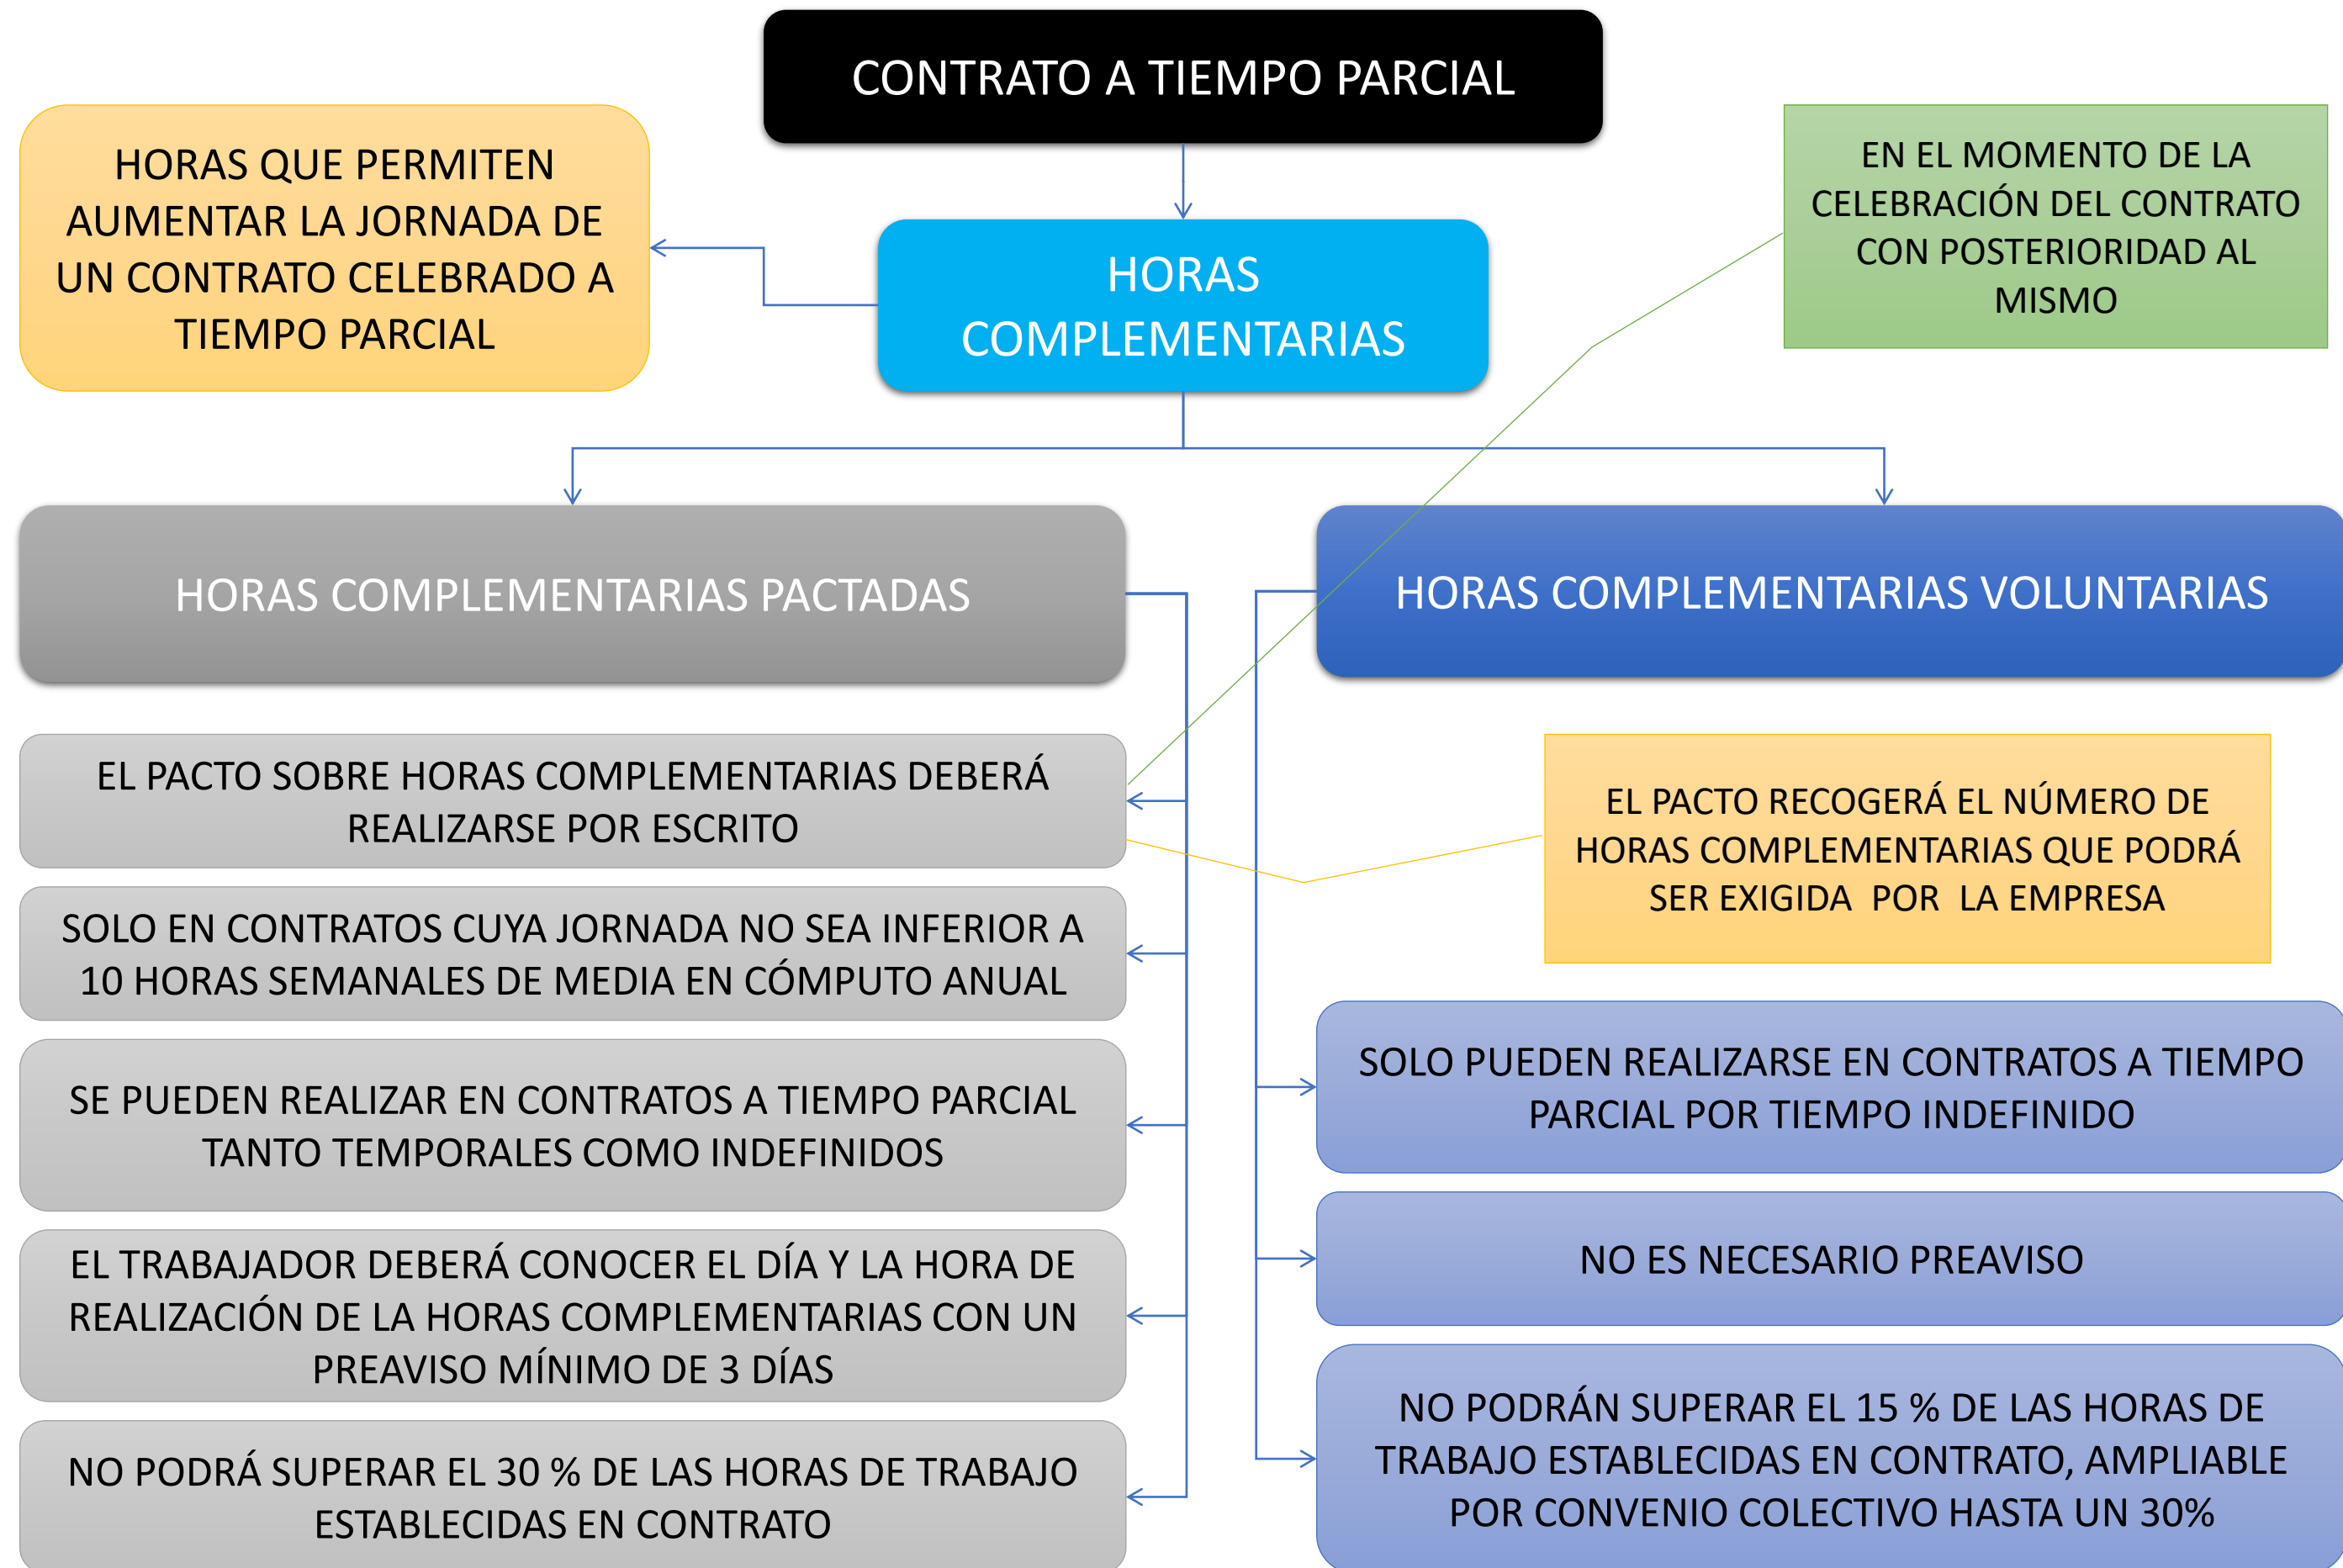 CONTRATO A TIEMPO PARCIAL
HORAS QUE PERMITEN
AUMENTAR LA JORNADA DE
UN CONTRATO CELEBRADO A
TIEMPO PARCIAL
EN EL MOMENTO DE LA
CELEBRACIÓN DEL CONTRATO
CON POSTERIORIDAD AL
MISMO
HORAS
COMPLEMENTARIAS
HORAS COMPLEMENTARIAS PACTADAS
HORAS COMPLEMENTARIAS VOLUNTARIAS
EL PACTO SOBRE HORAS COMPLEMENTARIAS DEBERÁ
REALIZARSE POR ESCRITO
EL PACTO RECOGERÁ EL NÚMERO DE
HORAS COMPLEMENTARIAS QUE PODRÁ
SER EXIGIDA POR LA EMPRESA
SOLO EN CONTRATOS CUYA JORNADA NO SEA INFERIOR A
10 HORAS SEMANALES DE MEDIA EN CÓMPUTO ANUAL
SE PUEDEN REALIZAR EN CONTRATOS A TIEMPO PARCIAL
TANTO TEMPORALES COMO INDEFINIDOS
EL TRABAJADOR DEBERÁ CONOCER EL DÍA Y LA HORA DE
REALIZACIÓN DE LA HORAS COMPLEMENTARIAS CON UN
PREAVISO MÍNIMO DE 3 DÍAS
NO PODRÁ SUPERAR EL 30 % DE LAS HORAS DE TRABAJO
ESTABLECIDAS EN CONTRATO
SOLO PUEDEN REALIZARSE EN CONTRATOS A TIEMPO
PARCIAL POR TIEMPO INDEFINIDO
NO ES NECESARIO PREAVISO
NO PODRÁN SUPERAR EL 15 % DE LAS HORAS DE
TRABAJO ESTABLECIDAS EN CONTRATO, AMPLIABLE
POR CONVENIO COLECTIVO HASTA UN 30%